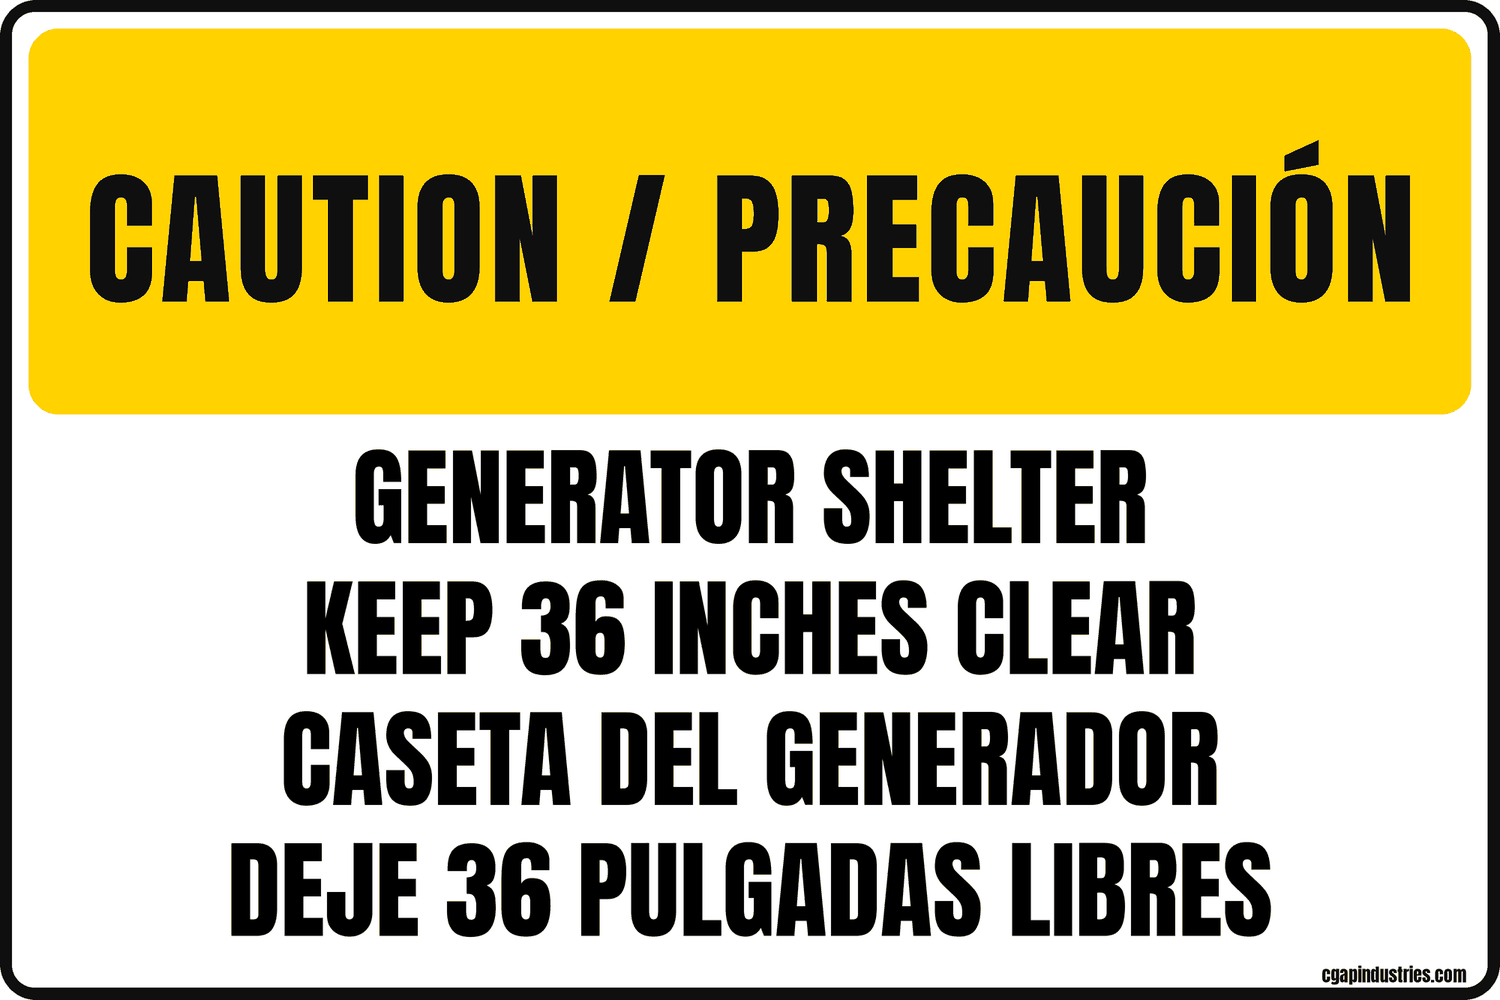 CAUTION / PRECAUCIÓN
GENERATOR SHELTER
KEEP 36 INCHES CLEAR
CASETA DEL GENERADOR
DEJE 36 PULGADAS LIBRES
cgapindustries.com